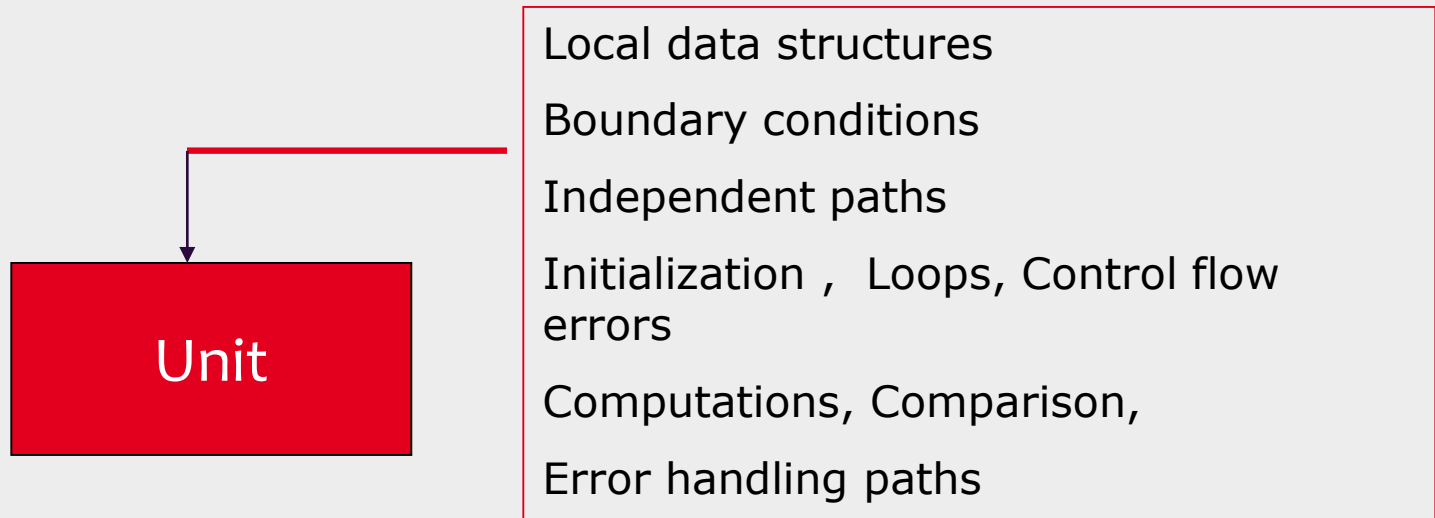 Local data structures
Boundary conditions
Independent paths
Initialization , Loops, Control flow
errors
Computations, Comparison,
Error handling paths
Unit